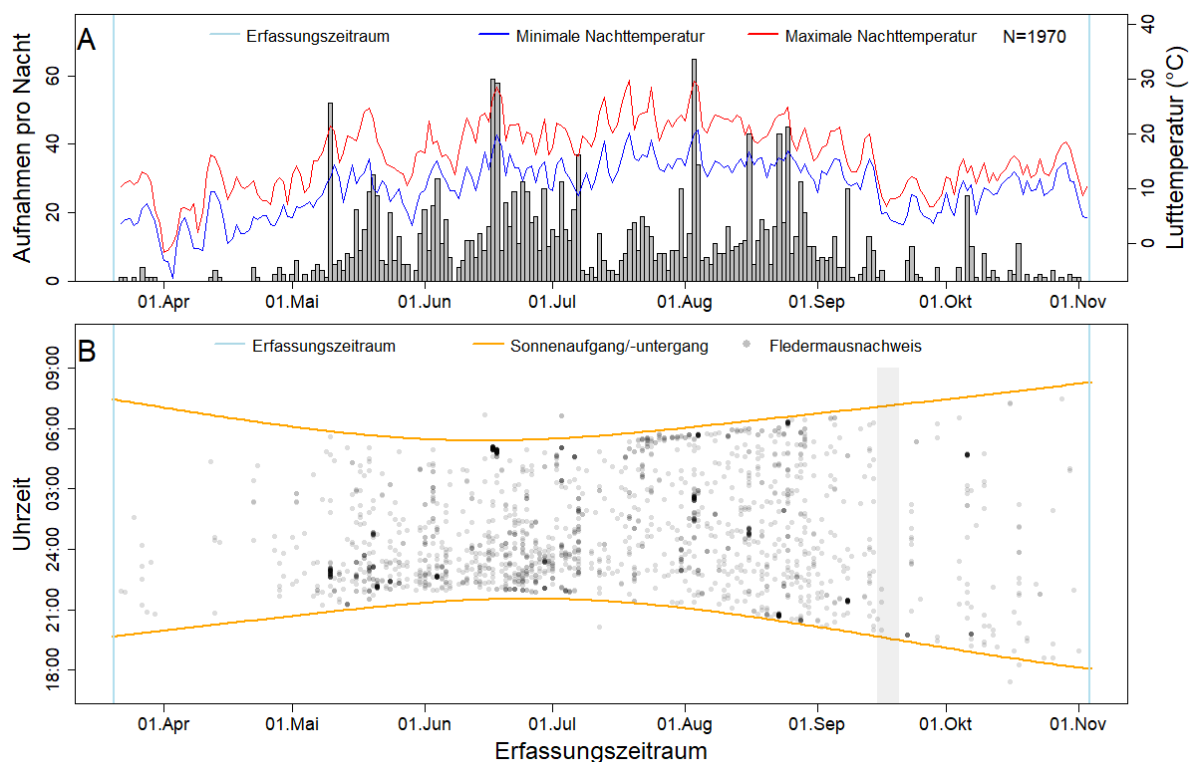 A
Erfassungszeitraum Minimale Nachttemperatur Maximale Nachttemperatur N=1970
Aufnahmen pro Nacht
60
40
20
0
Lufttemperatur (°C)
40
30
20
10
0
01.Apr 01.Mai 01.Jun 01.Jul 01.Aug 01.Sep 01.Okt 01.Nov
B
Erfassungszeitraum Sonnenaufgang/-untergang Fledermausnachweis
Uhrzeit
09:00
06:00
03:00
24:00
21:00
18:00
01.Apr 01.Mai 01.Jun 01.Jul 01.Aug 01.Sep 01.Okt 01.Nov
Erfassungszeitraum